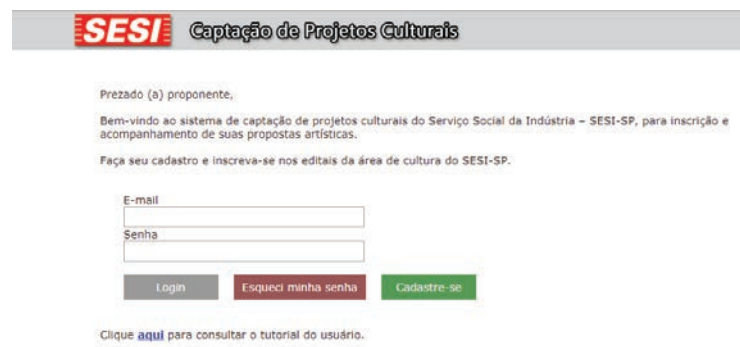 SESI Captação de Projetos Culturais
Prezado (a) proponente,
Bem-vindo ao sistema de captação de projetos culturais do Serviço Social da Indústria – SESI-SP, para inscrição e
acompanhamento de suas propostas artísticas.
Faça seu cadastro e inscreva-se nos editais da área de cultura do SESI-SP.
E-mail
Senha
Login Esqueci minha senha Cadastre-se
Clique aqui para consultar o tutorial do usuário.